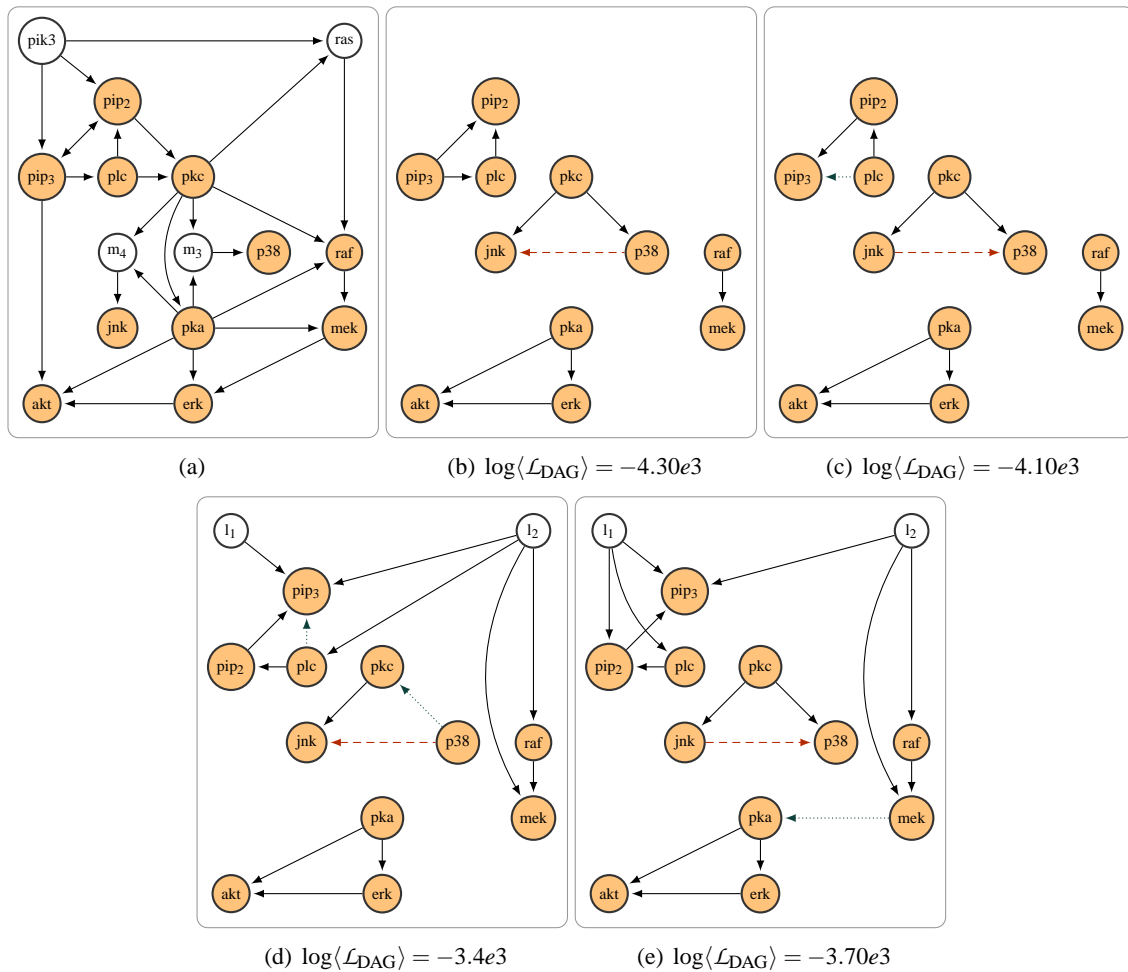 pik3 ras
pip2
pip3 plc pkc
m4 m3 p38 raf
jnk pka mek
akt erk
(a)
pip2
pip3 plc pkc
jnk p38 raf
pka mek
akt erk
(b) log⟨ℒDAG⟩ = −4.30e3
pip2
pip3 plc pkc
jnk p38 raf
pka mek
akt erk
(c) log⟨ℒDAG⟩ = −4.10e3
l1 l2
pip3
pip2 plc pkc
jnk p38 raf
pka mek
akt erk
(d) log⟨ℒDAG⟩ = −3.4e3
l1 l2
pip3
pip2 plc pkc
jnk p38 raf
pka mek
akt erk
(e) log⟨ℒDAG⟩ = −3.70e3